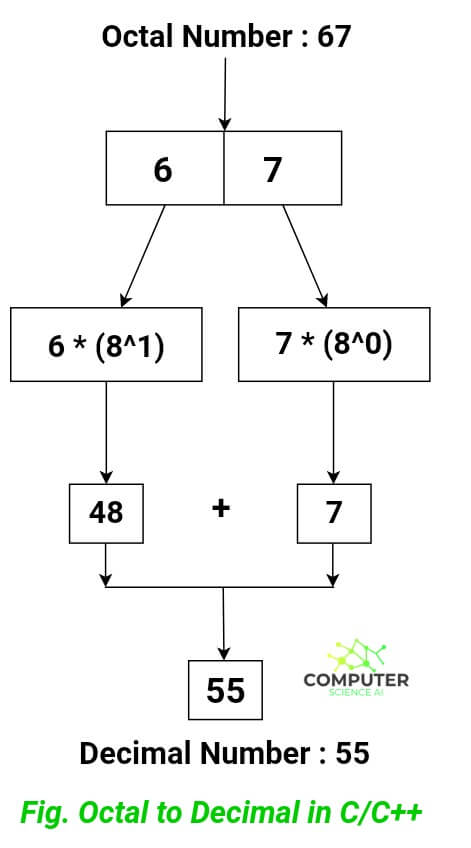 Octal Number : 67
6 7
6 * (8^1) 7 * (8^0)
48 + 7
55
COMPUTER
SCIENCE AI
Decimal Number : 55
Fig. Octal to Decimal in C/C++